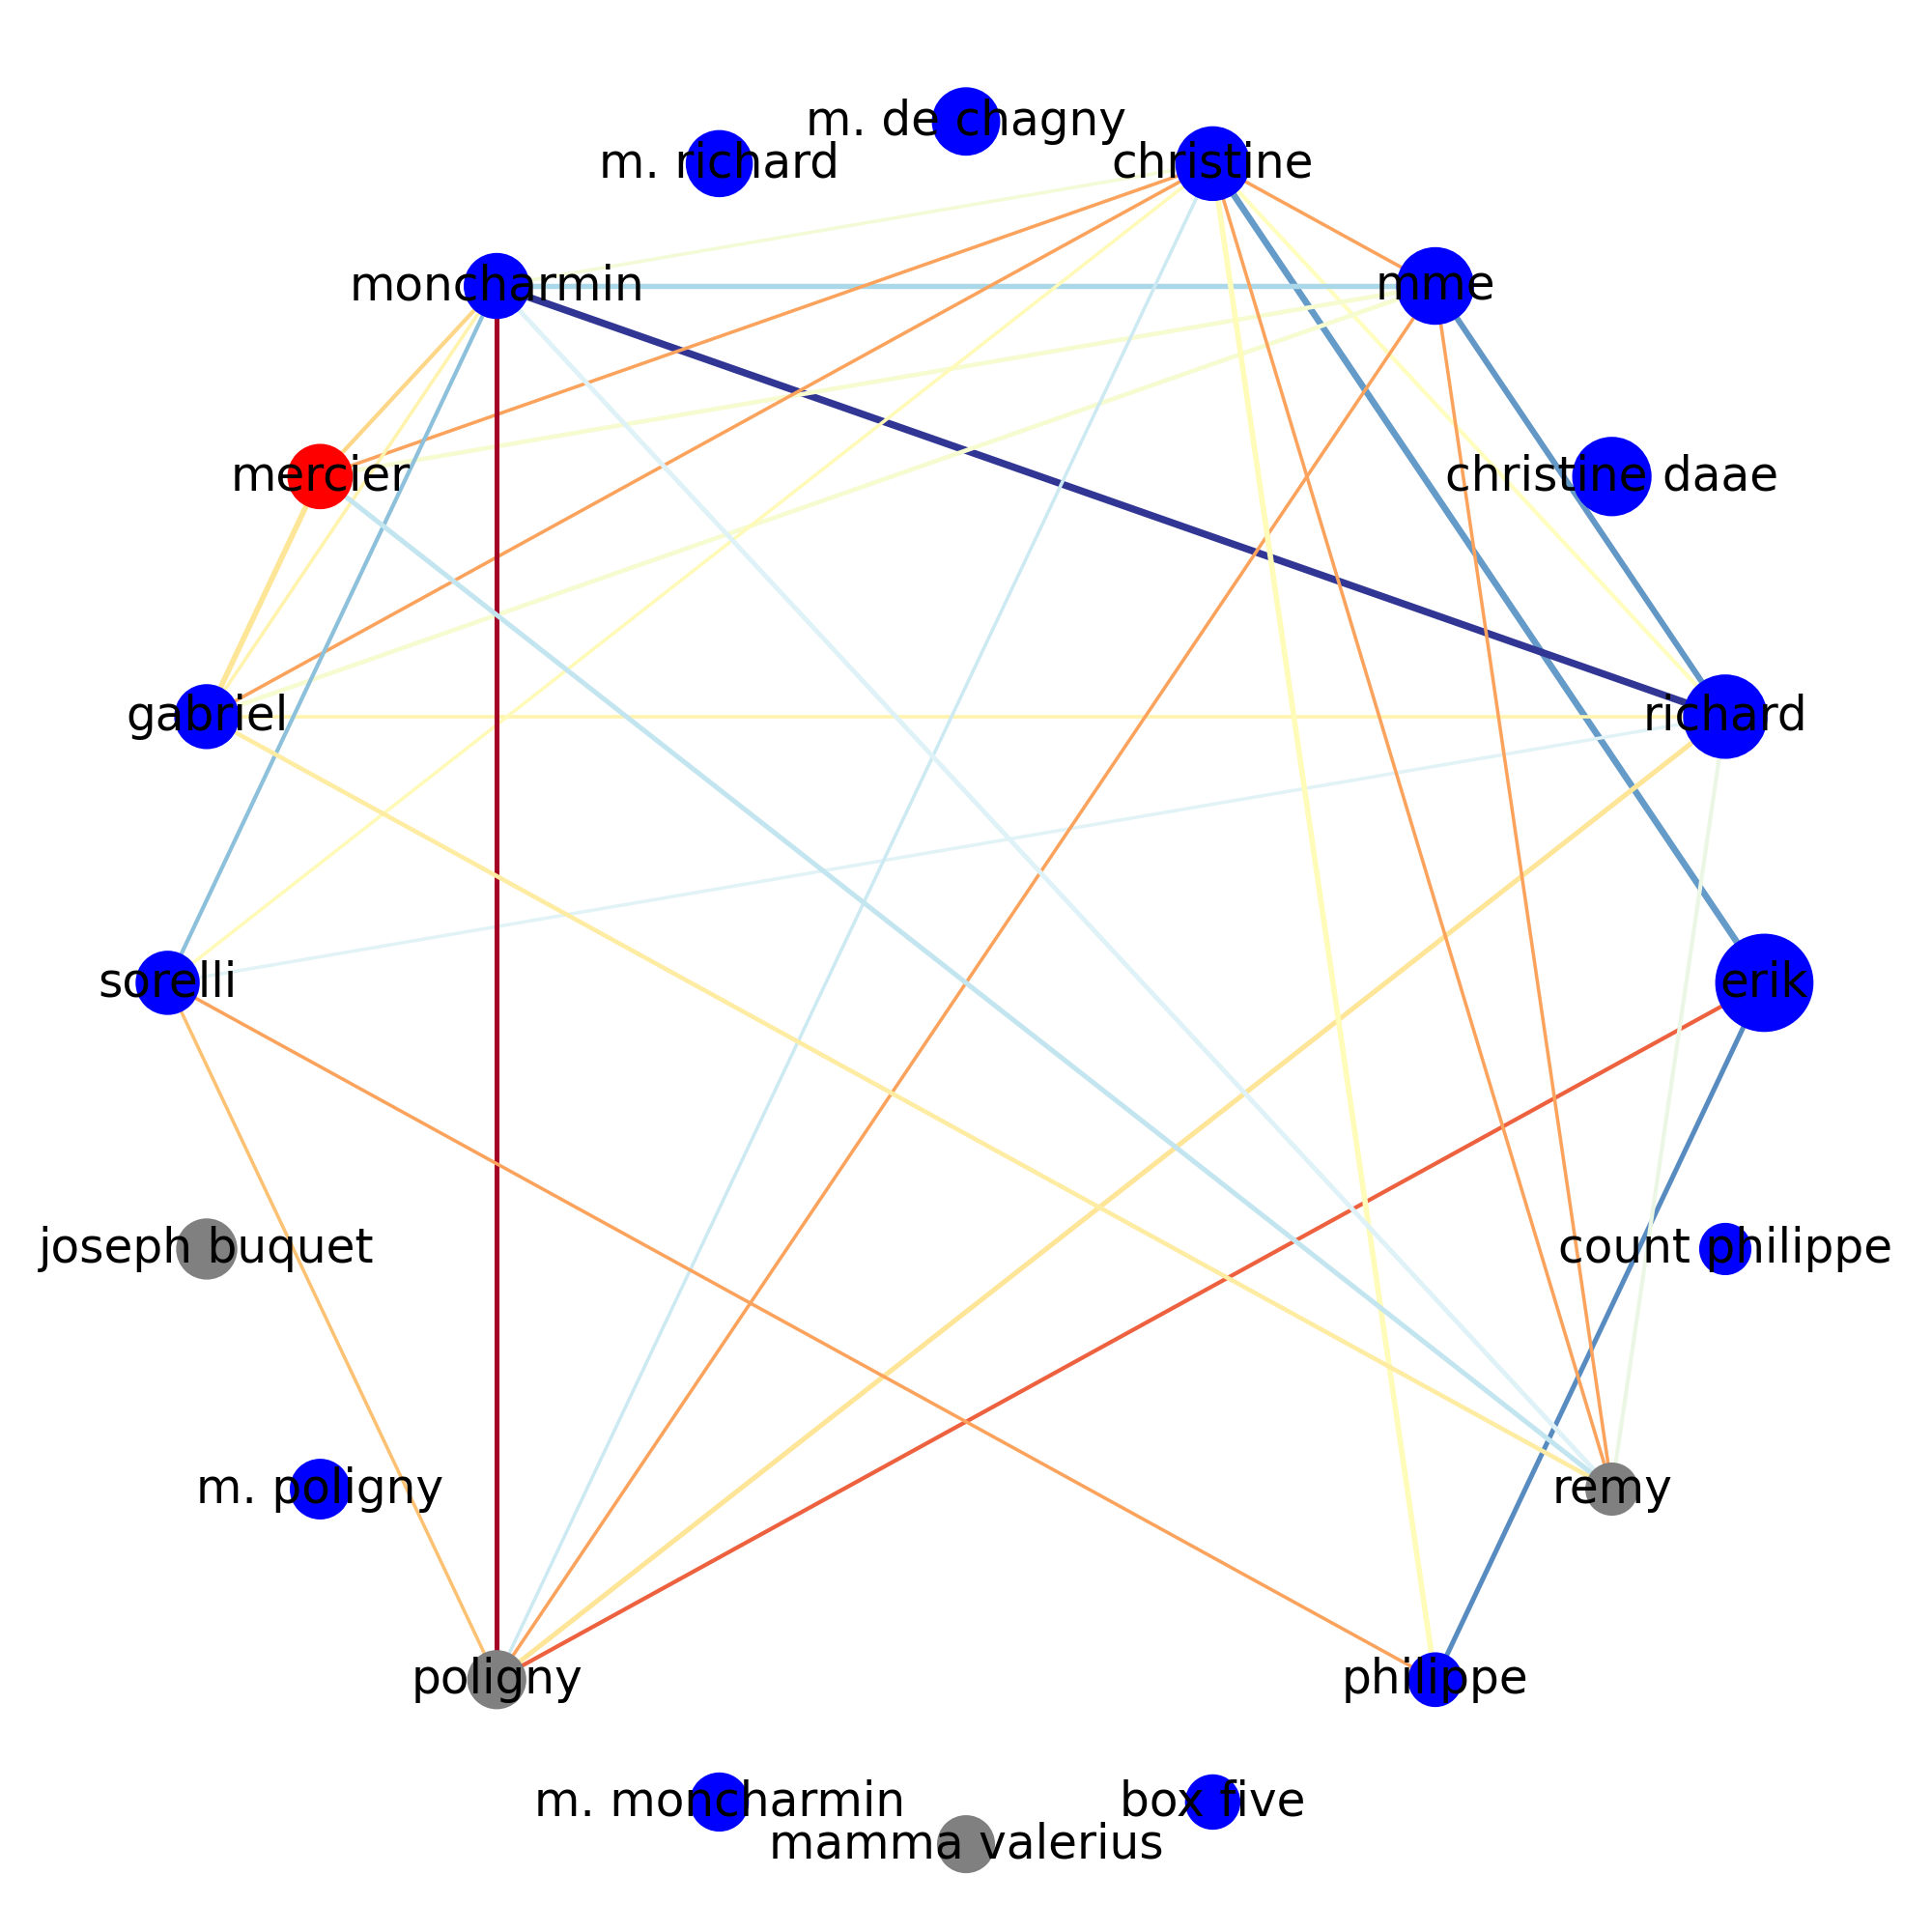 m. de chagny
m. richard
christine
moncharmin
mme
mercier
christine daae
gabriel
richard
sorelli
erik
joseph buquet
count philippe
m. poligny
remy
poligny
philippe
m. moncharmin
box five
mamma valerius